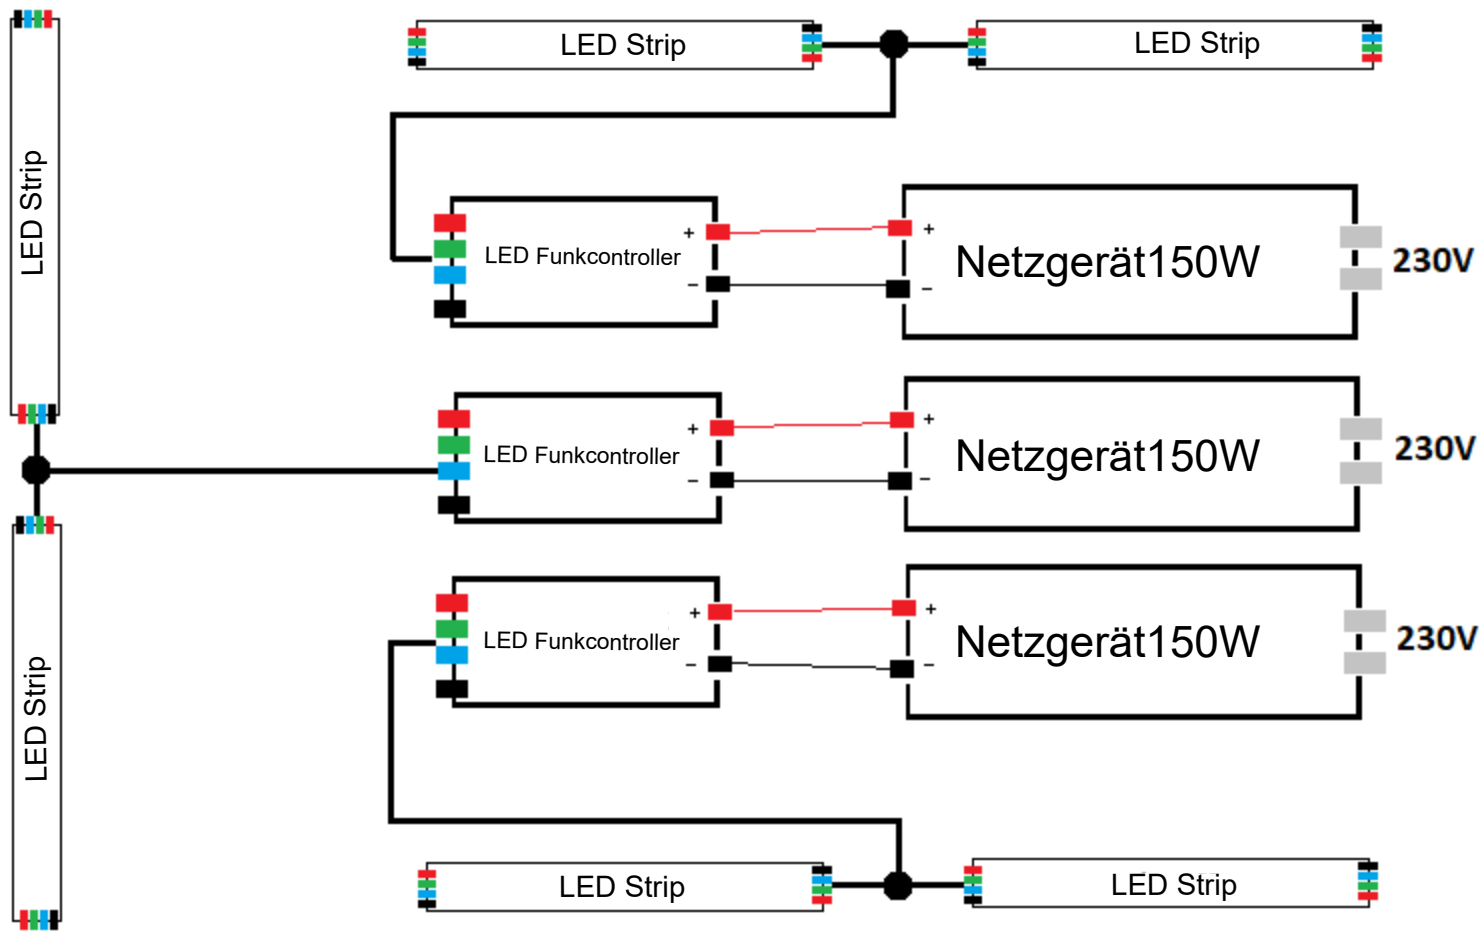 LED Strip
LED Strip
LED Strip
LED Funkcontroller
+
−
+
−
Netzgerät150W
230V
LED Funkcontroller
+
−
+
−
Netzgerät150W
230V
LED Strip
LED Funkcontroller
+
−
+
−
Netzgerät150W
230V
LED Strip
LED Strip